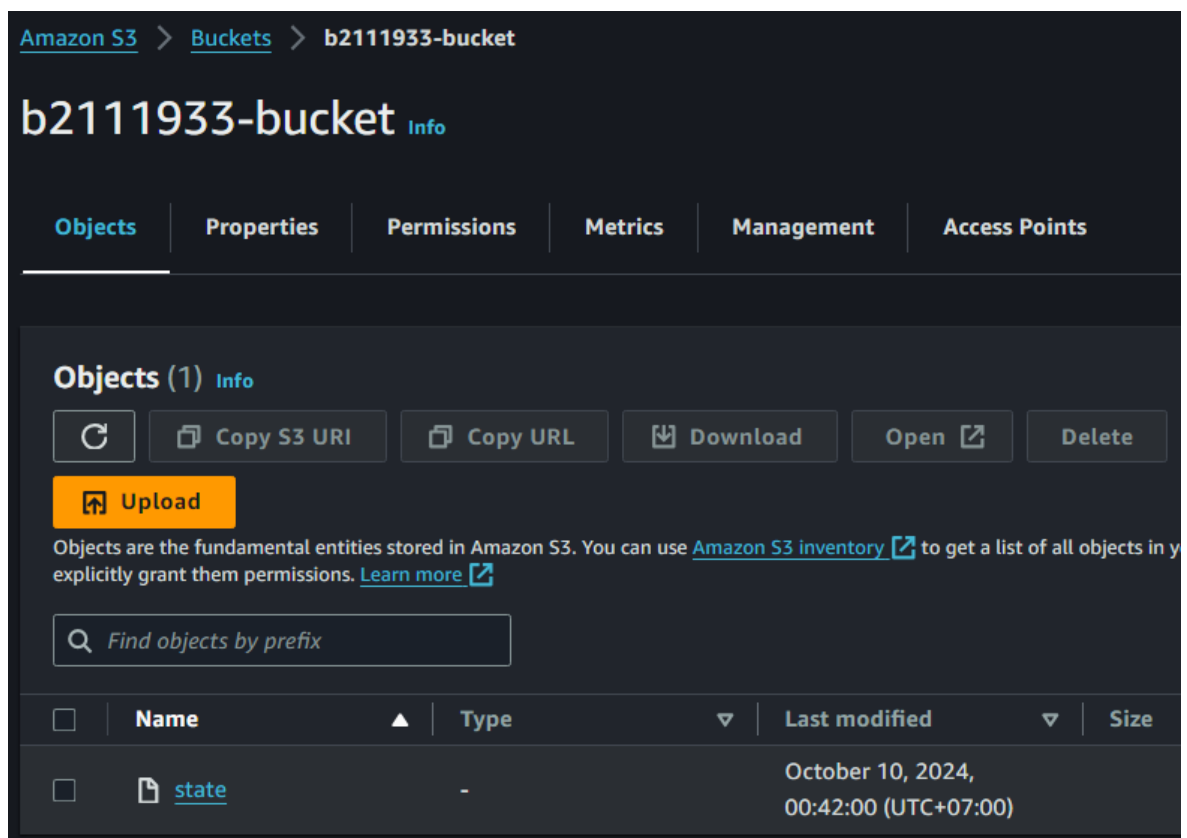 Amazon S3 > Buckets > b2111933-bucket
b2111933-bucket Info
Objects Properties Permissions Metrics Management Access Points
Objects (1) Info
Copy S3 URI Copy URL Download Open Delete
Upload
Objects are the fundamental entities stored in Amazon S3. You can use Amazon S3 inventory to get a list of all objects in
explicitly grant them permissions. Learn more
Find objects by prefix
Name Type Last modified Size
state - October 10, 2024,
00:42:00 (UTC+07:00)